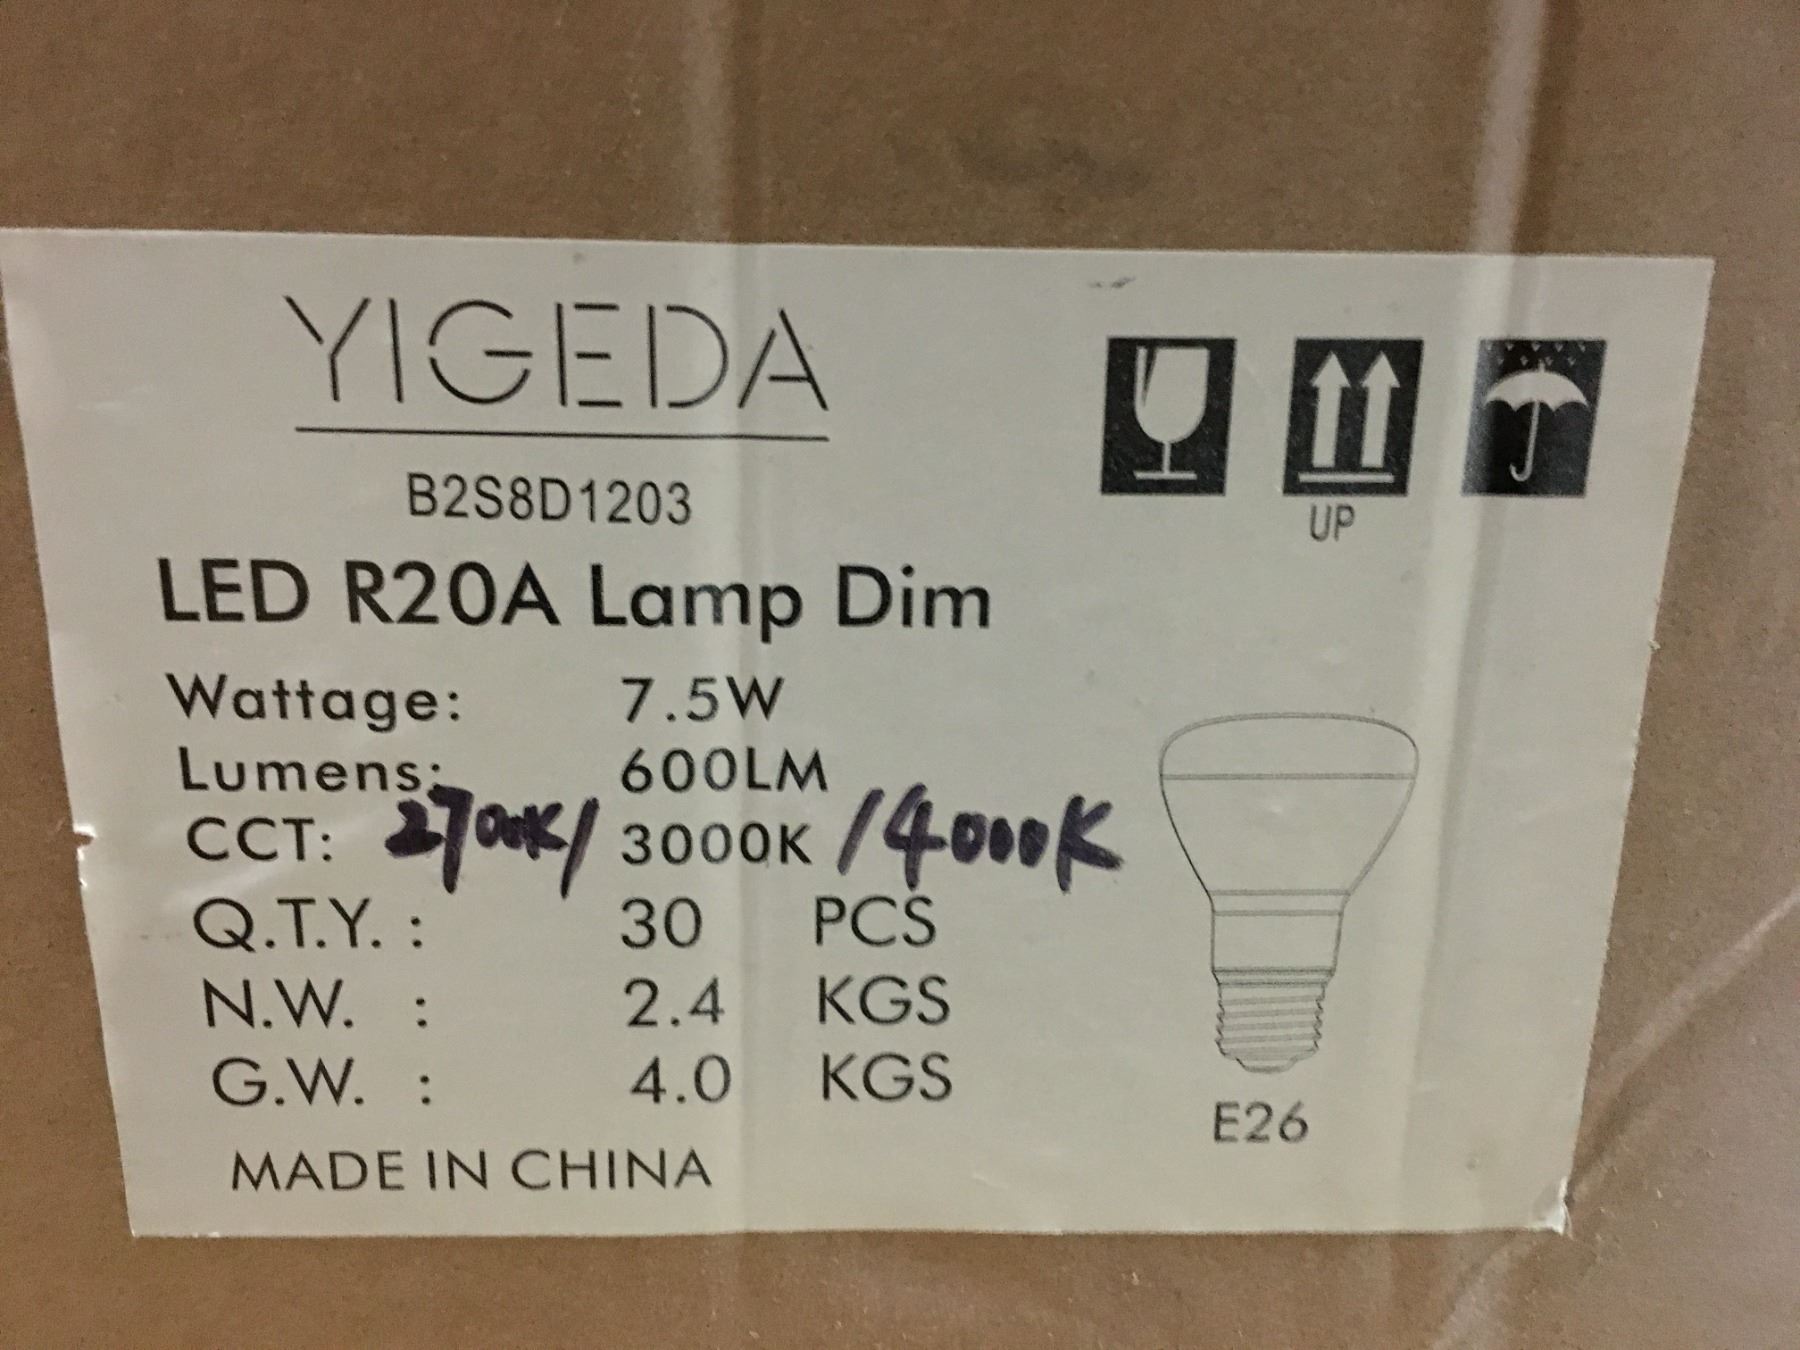 YIGEDA
B2S8D1203
UP
LED R20A Lamp Dim
Wattage: 7.5W
Lumens: 600LM
CCT: 2700K/ 3000K /4000K
Q.T.Y. : 30 PCS
N.W. : 2.4 KGS
G.W. : 4.0 KGS
E26
MADE IN CHINA